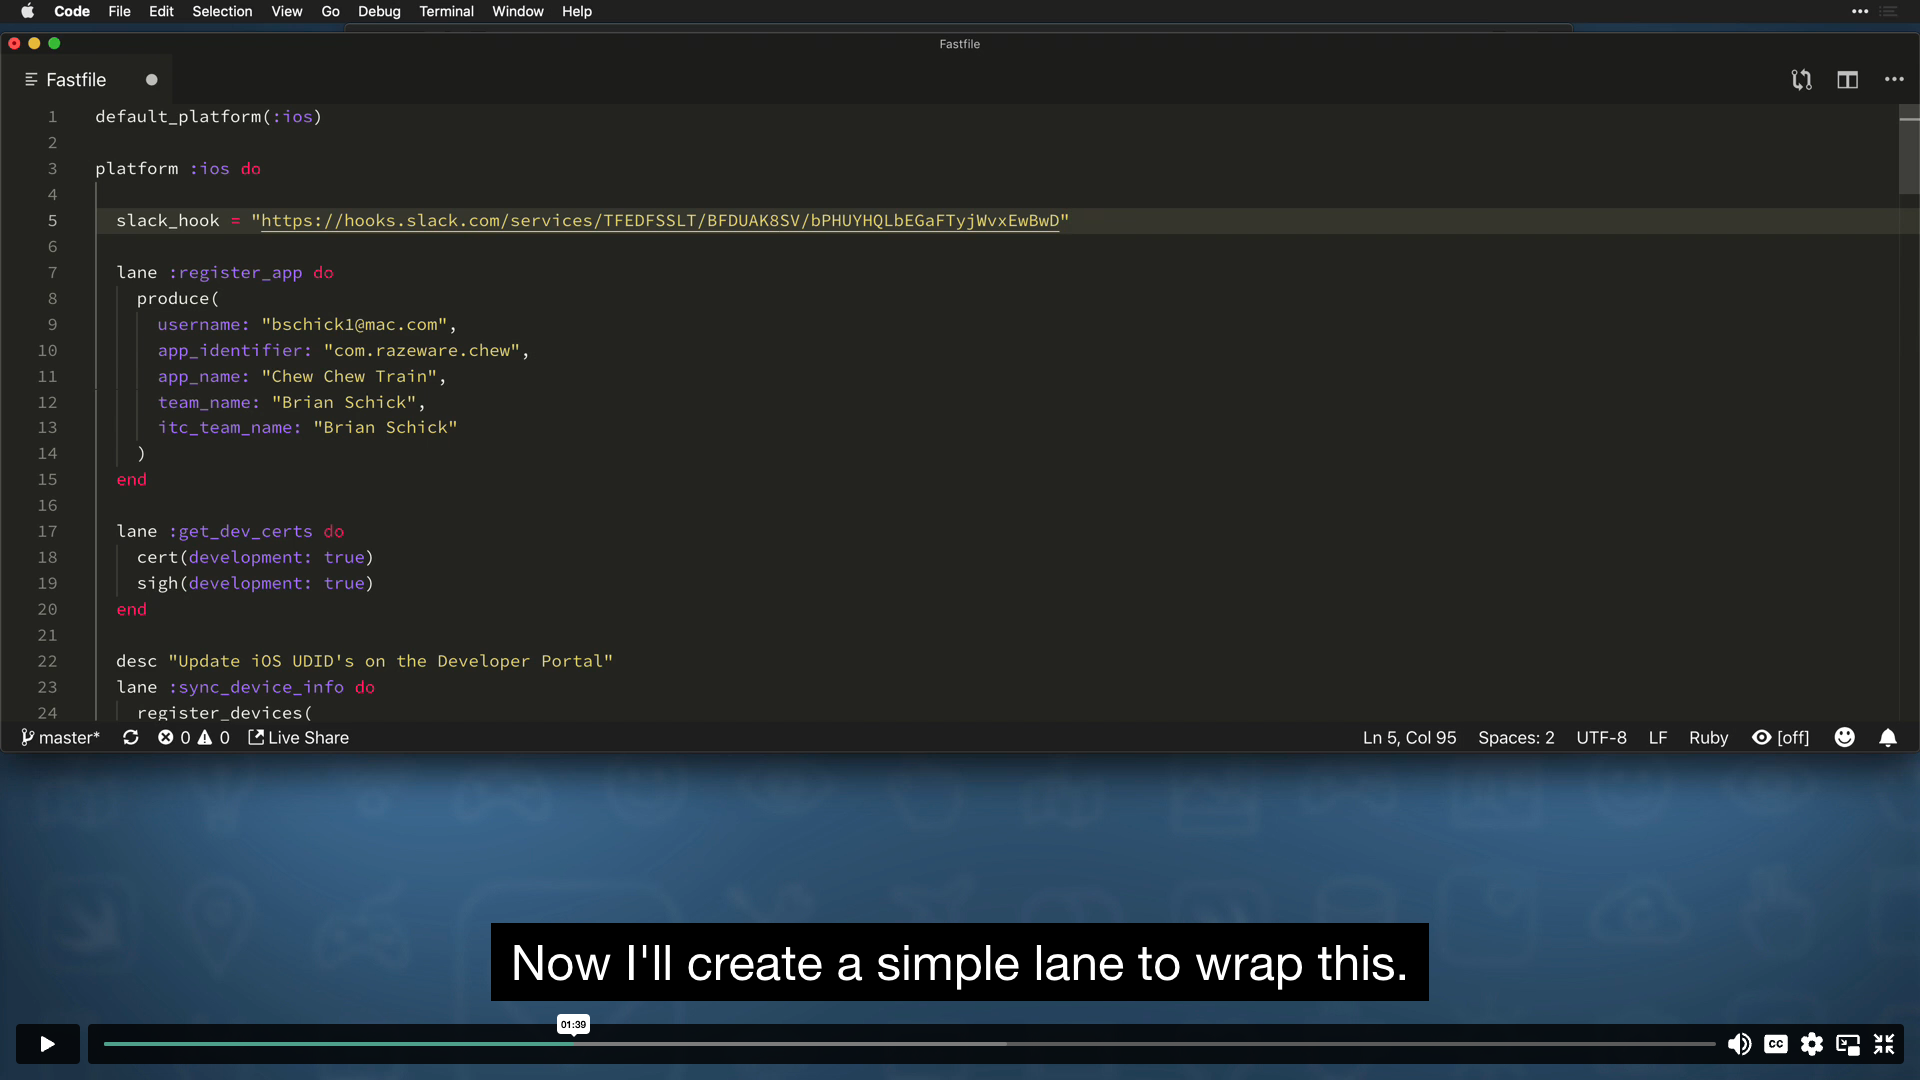 Code File Edit Selection View Go Debug Terminal Window Help
Fastfile
Fastfile
1 default_platform(:ios)
2
3 platform :ios do
4
5 slack_hook = "https://hooks.slack.com/services/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"
6
7 lane :register_app do
8 produce(
9 username: "bschick1@mac.com",
10 app_identifier: "com.razeware.chew",
11 app_name: "Chew Chew Train",
12 team_name: "Brian Schick",
13 itc_team_name: "Brian Schick"
14 )
15 end
16
17 lane :get_dev_certs do
18 cert(development: true)
19 sigh(development: true)
20 end
21
22 desc "Update iOS UDID's on the Developer Portal"
23 lane :sync_device_info do
24 register_devices(
master* 0 0 Live Share Ln 5, Col 95 Spaces: 2 UTF-8 LF Ruby [off]
Now I'll create a simple lane to wrap this.
01:39
CC